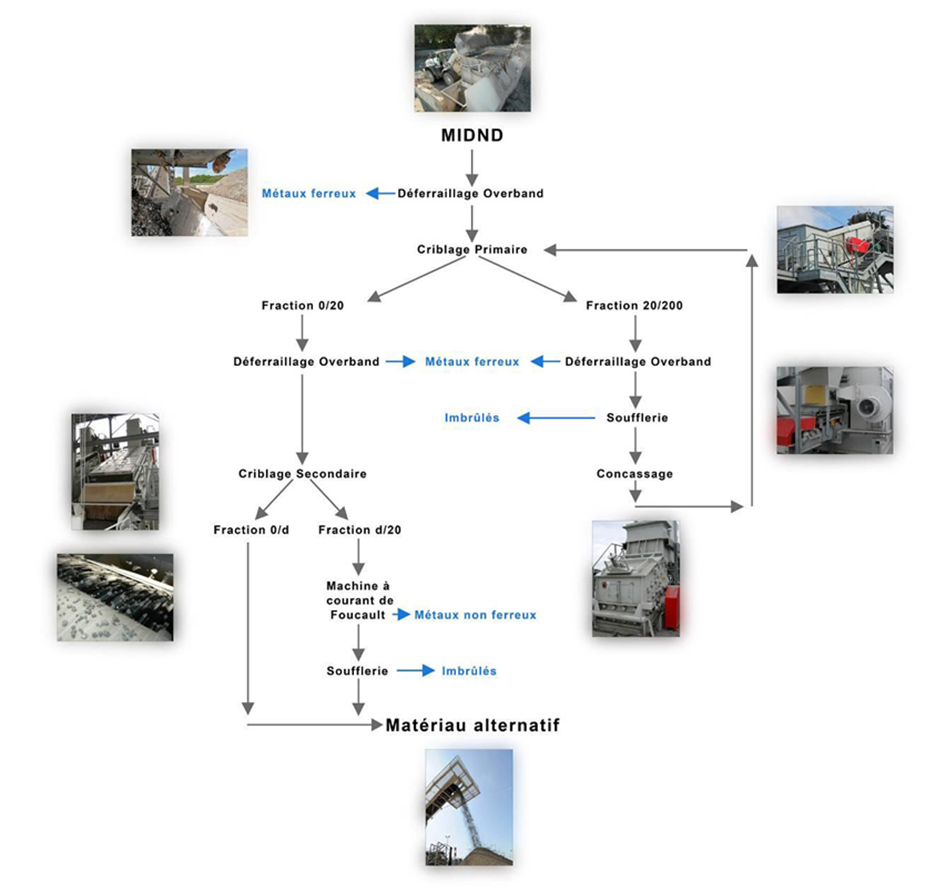 MIDND
Métaux ferreux
Déferraillage Overband
Criblage Primaire
Fraction 0/20
Fraction 20/200
Déferraillage Overband
Métaux ferreux
Déferraillage Overband
Imbrûlés
Soufflerie
Criblage Secondaire
Concassage
Fraction 0/d
Fraction d/20
Machine à
courant de
Foucault
Métaux non ferreux
Soufflerie
Imbrûlés
Matériau alternatif